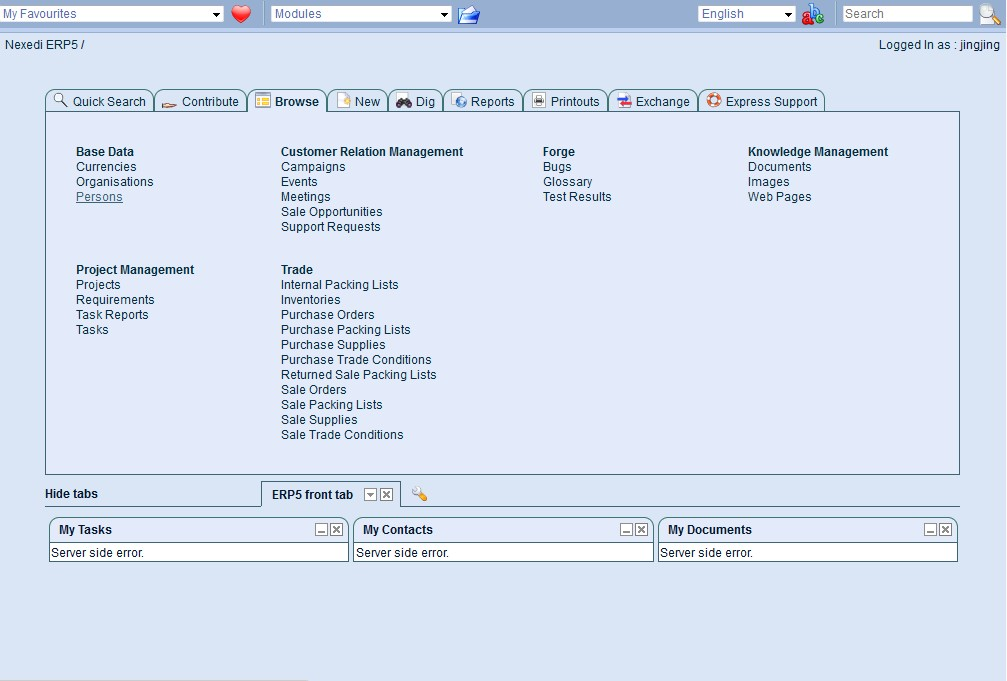 My Favourites
Modules
English
Search
Nexedi ERP5 /
Logged In as : jingjing
Quick Search
Contribute
Browse
New
Dig
Reports
Printouts
Exchange
Express Support
Base Data
Currencies
Organisations
Persons
Customer Relation Management
Campaigns
Events
Meetings
Sale Opportunities
Support Requests
Forge
Bugs
Glossary
Test Results
Knowledge Management
Documents
Images
Web Pages
Project Management
Projects
Requirements
Task Reports
Tasks
Trade
Internal Packing Lists
Inventories
Purchase Orders
Purchase Packing Lists
Purchase Supplies
Purchase Trade Conditions
Returned Sale Packing Lists
Sale Orders
Sale Packing Lists
Sale Supplies
Sale Trade Conditions
Hide tabs
ERP5 front tab
My Tasks
Server side error.
My Contacts
Server side error.
My Documents
Server side error.